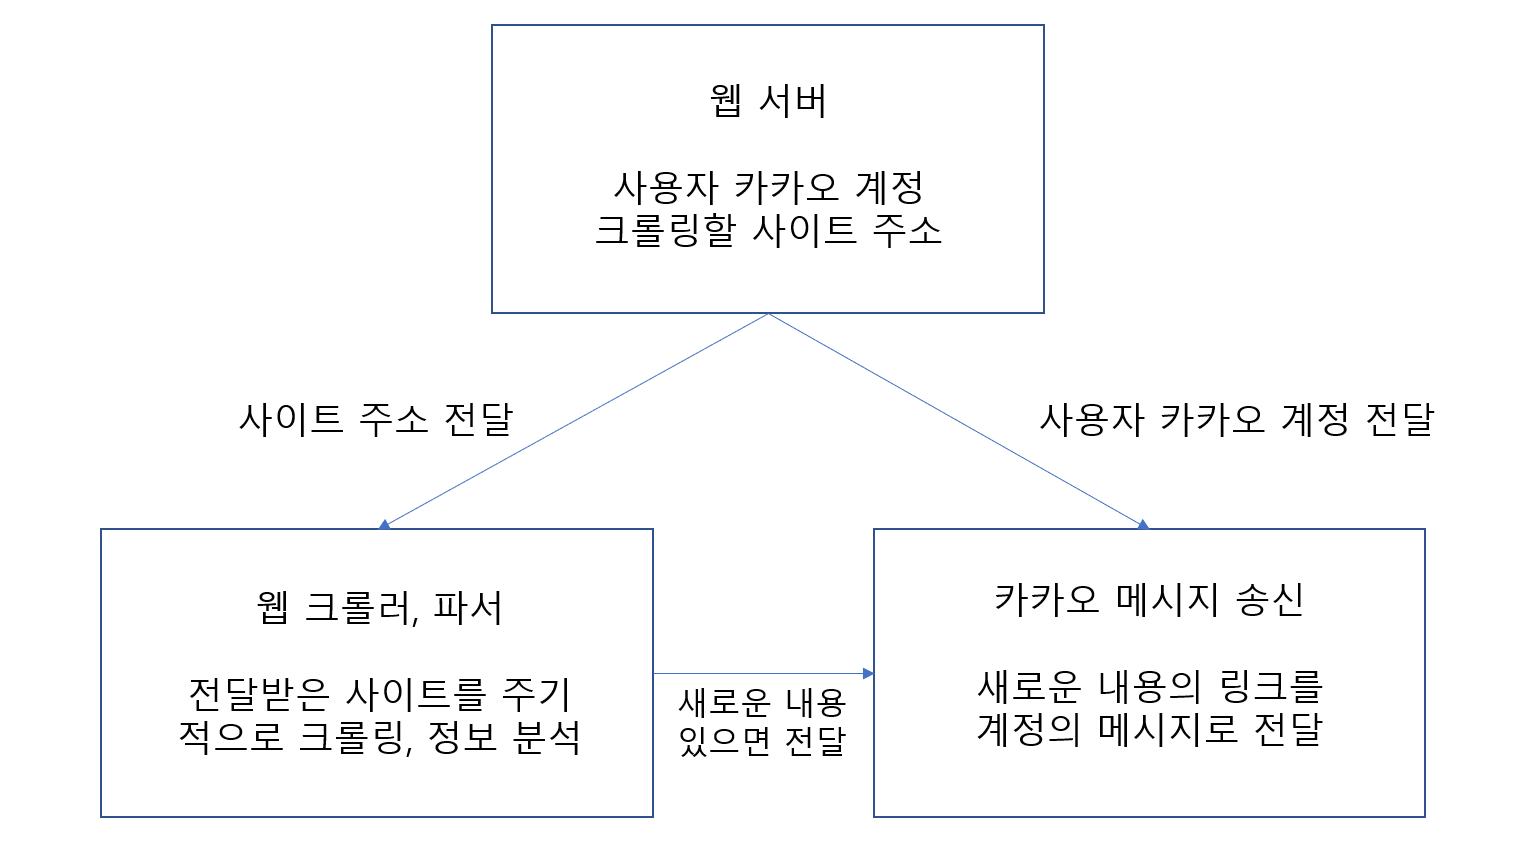 웹 서버
사용자 카카오 계정
크롤링할 사이트 주소
사이트 주소 전달
사용자 카카오 계정 전달
웹 크롤러, 파서
전달받은 사이트를 주기
적으로 크롤링, 정보 분석
새로운 내용
있으면 전달
카카오 메시지 송신
새로운 내용의 링크를
계정의 메시지로 전달